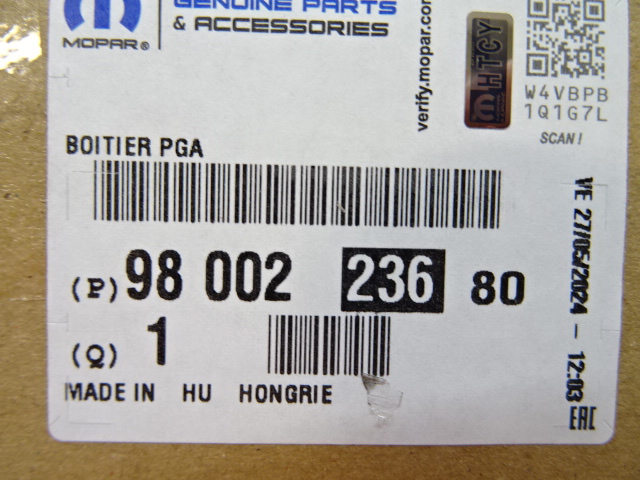 GENUINE PARTS
& ACCESSORIES
MOPAR®
verify.mopar.
HTCY
W4VBPB
1Q1G7L
SCAN!
BOITIER PGA
(P) 98 002 236 80
(Q) 1
MADE IN HU HONGRIE
VE 27/05/2024 - 12:03
EAC